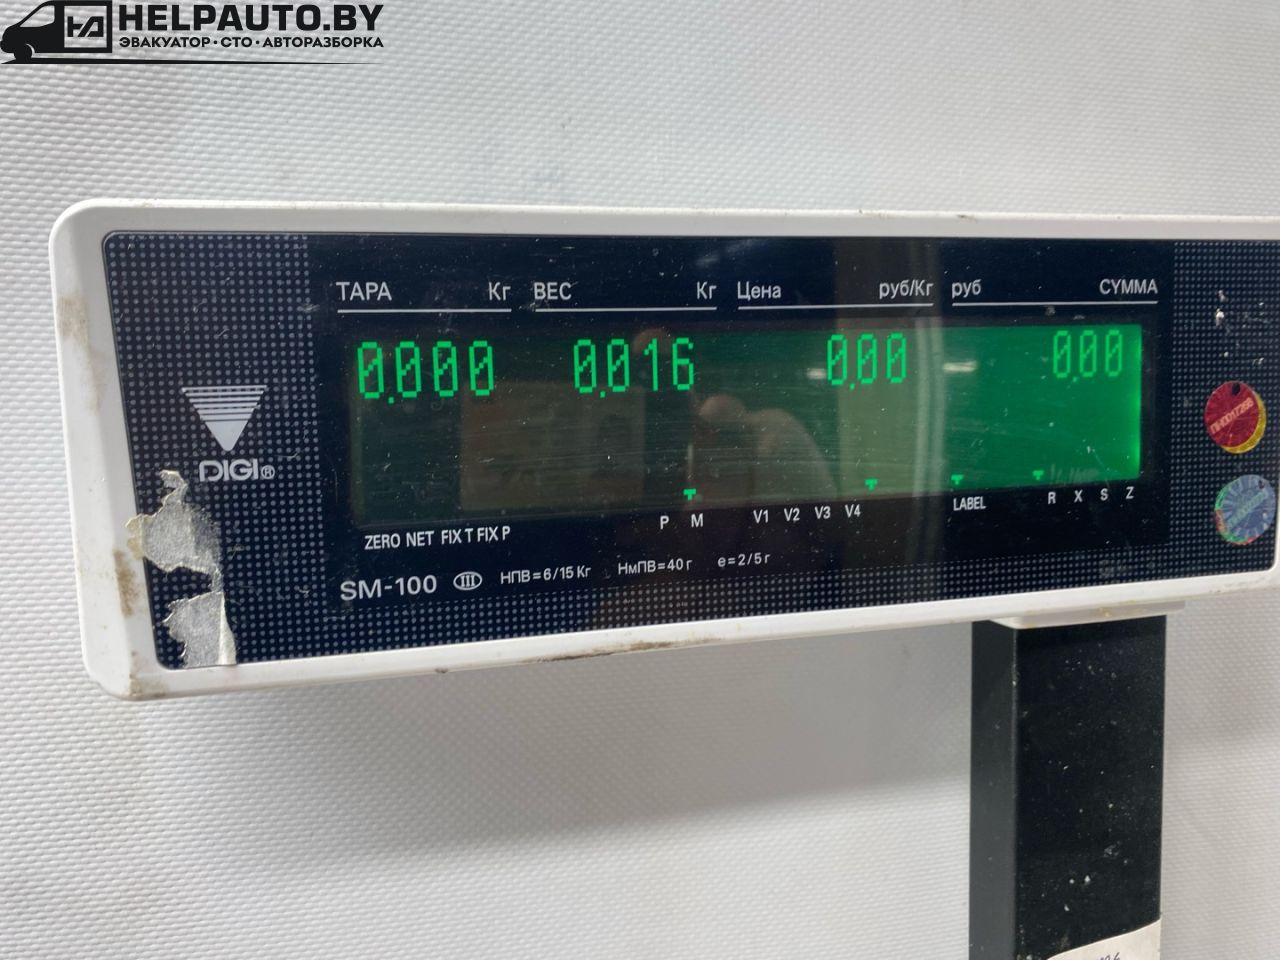 HELPAUTO.BY
ЭВАКУАТОР·СТО·АВТОРАЗБОРКА
ТАРА Кг ВЕС Кг Цена руб/Кг руб СУММА
0.000 0.016 0.00 0.00
DIGI®
P M V1 V2 V3 V4 LABEL R X S Z
ZERO NET FIX T FIX P
SM-100 III НПВ=6/15 Кг НмПВ=40 г e=2/5 г